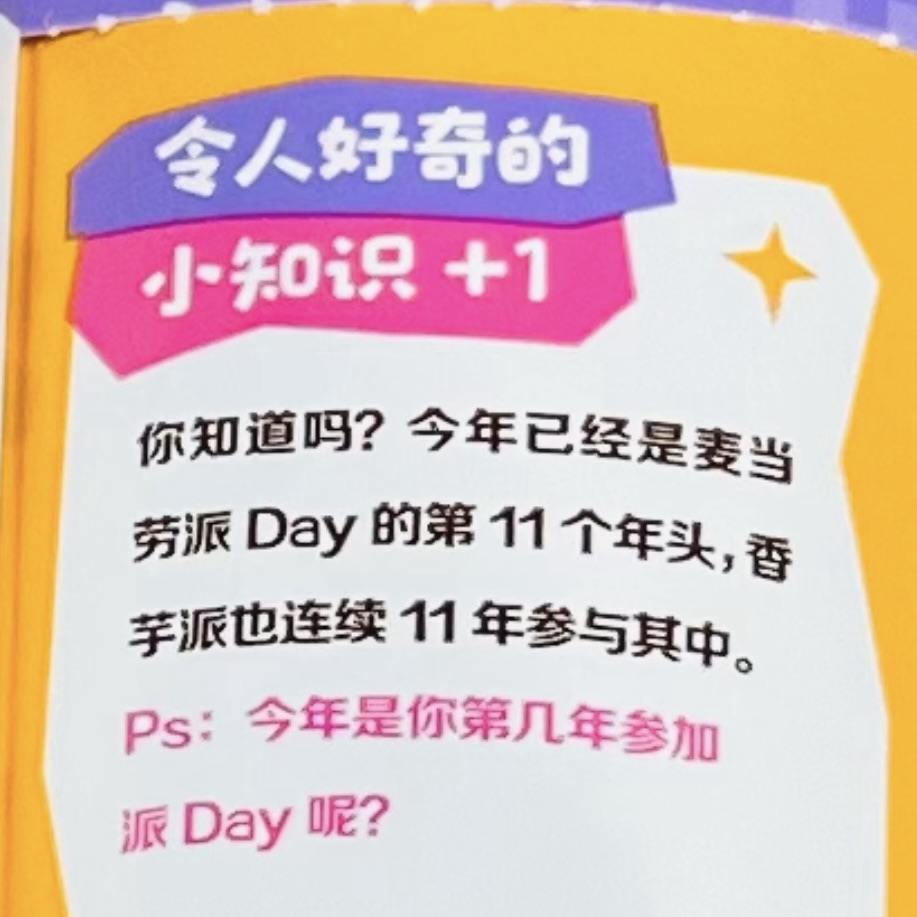 令人好奇的
小知识 +1
你知道吗？今年已经是麦当
劳派 Day 的第 11 个年头，香
芋派也连续 11 年参与其中。
Ps：今年是你第几年参加
派 Day 呢？